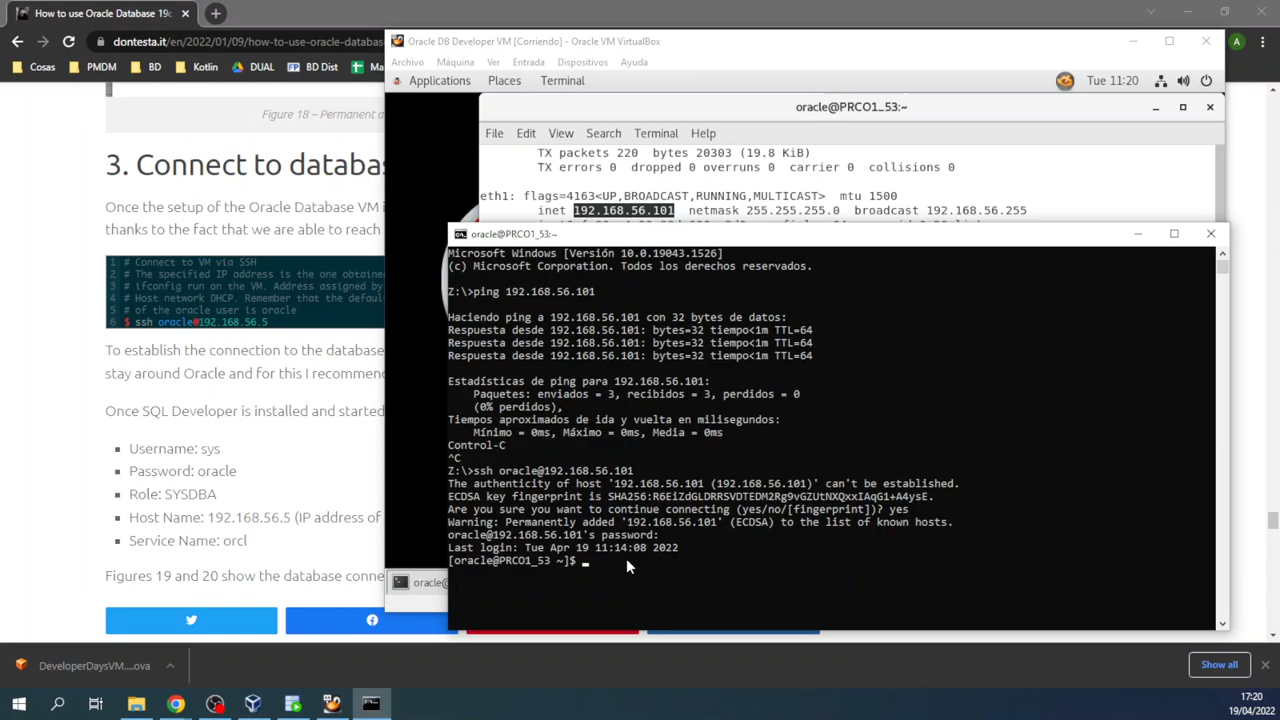 How to use Oracle Database 19c
dontesta.it/en/2022/01/09/how-to-use-oracle-databas
A
Cosas
PMDM
BD
Kotlin
DUAL
BD Dist
Ma
Oracle DB Developer VM [Corriendo] - Oracle VM VirtualBox
Archivo Máquina Ver Entrada Dispositivos Ayuda
Applications Places Terminal
Tue 11:20
oracle@PRCO1_53:~
File Edit View Search Terminal Help
TX packets 220 bytes 20303 (19.8 KiB)
TX errors 0 dropped 0 overruns 0 carrier 0 collisions 0
eth1: flags=4163<UP,BROADCAST,RUNNING,MULTICAST> mtu 1500
inet 192.168.56.101 netmask 255.255.255.0 broadcast 192.168.56.255
Figure 18 – Permanent a
3. Connect to databas
Once the setup of the Oracle Database VM i
thanks to the fact that we are able to reach
1 # Connect to VM via SSH
2 # The specified IP address is the one obtaine
3 # ifconfig run on the VM. Address assigned by
4 # Host network DHCP. Remember that the defaul
5 # of the oracle user is oracle
6 $ ssh oracle@192.168.56.5
To establish the connection to the database
stay around Oracle and for this I recommen
Once SQL Developer is installed and started
Username: sys
Password: oracle
Role: SYSDBA
Host Name: 192.168.56.5 (IP address of
Service Name: orcl
Figures 19 and 20 show the database conne
oracle@
oracle@PRCO1_53:~
Microsoft Windows [Versión 10.0.19043.1526]
(c) Microsoft Corporation. Todos los derechos reservados.
Z:\>ping 192.168.56.101
Haciendo ping a 192.168.56.101 con 32 bytes de datos:
Respuesta desde 192.168.56.101: bytes=32 tiempo<1m TTL=64
Respuesta desde 192.168.56.101: bytes=32 tiempo<1m TTL=64
Respuesta desde 192.168.56.101: bytes=32 tiempo<1m TTL=64
Estadísticas de ping para 192.168.56.101:
Paquetes: enviados = 3, recibidos = 3, perdidos = 0
(0% perdidos),
Tiempos aproximados de ida y vuelta en milisegundos:
Mínimo = 0ms, Máximo = 0ms, Media = 0ms
Control-C
^C
Z:\>ssh oracle@192.168.56.101
The authenticity of host '192.168.56.101 (192.168.56.101)' can't be established.
ECDSA key fingerprint is SHA256:R6EiZdGLDRRSVDTEDM2Rg9vGZUtNXQxxIAqG1+A4ysE.
Are you sure you want to continue connecting (yes/no/[fingerprint])? yes
Warning: Permanently added '192.168.56.101' (ECDSA) to the list of known hosts.
oracle@192.168.56.101's password:
Last login: Tue Apr 19 11:14:08 2022
[oracle@PRCO1_53 ~]$
DeveloperDaysVM....ova
Show all
17:20
19/04/2022